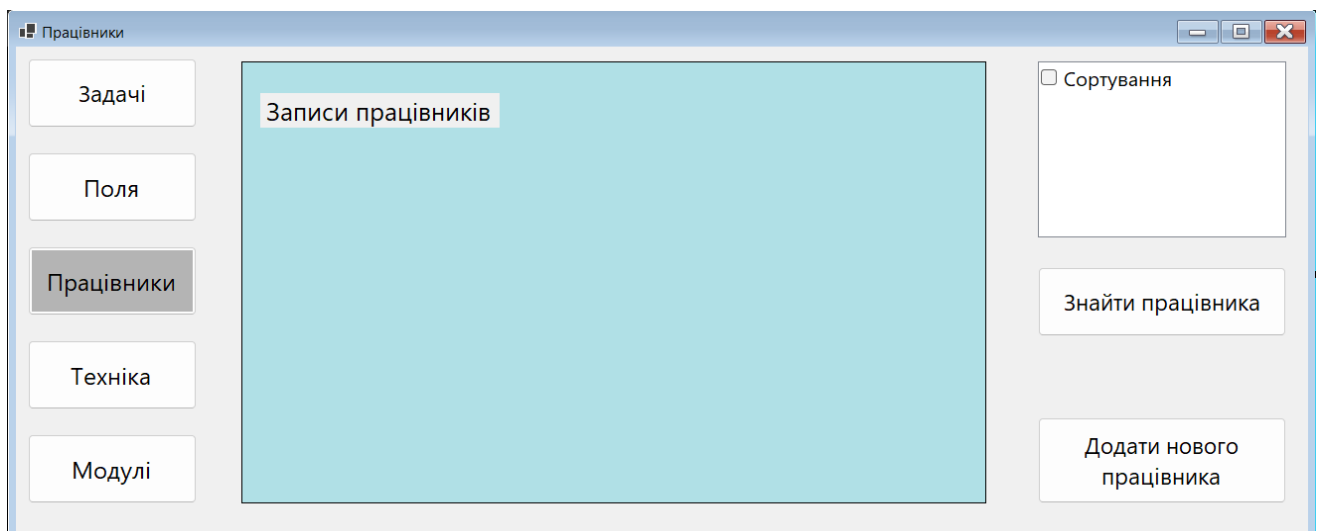 Працівники
Задачі
Поля
Працівники
Техніка
Модулі
Записи працівників
Сортування
Знайти працівника
Додати нового
працівника